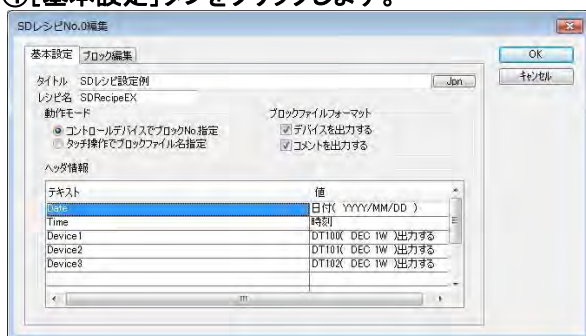 ①[基本設定]タブをクリックします。
SDレシピNo.0編集
基本設定 ブロック編集
OK
キャンセル
タイトル SDレシピ設定例
Jpn
レシピ名 SDRecipeEX
動作モード
コントロールデバイスでブロックNo.指定
タッチ操作でブロックファイル名指定
ブロックファイルフォーマット
デバイスを出力する
コメントを出力する
ヘッダ情報
テキスト 値
Date 日付( YYYY/MM/DD )
Time 時刻
Device1 DT100( DEC 1W )出力する
Device2 DT101( DEC 1W )出力する
Device3 DT102( DEC 1W )出力する